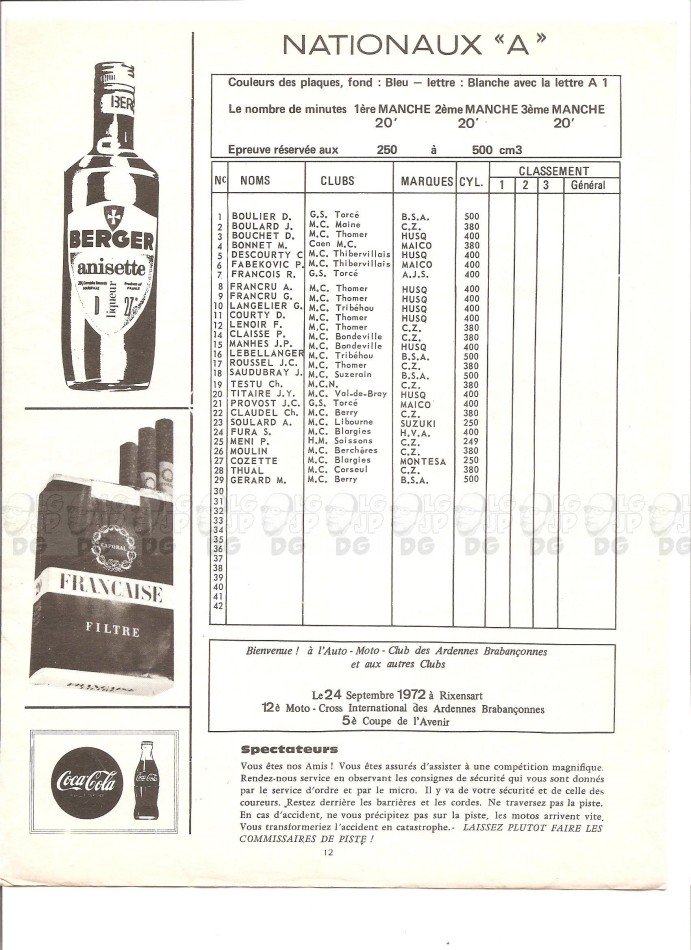 NATIONAUX "A"
Couleurs des plaques, fond : Bleu — lettre : Blanche avec la lettre A 1
Le nombre de minutes 1ère MANCHE 2ème MANCHE 3ème MANCHE
20' 20' 20'
Epreuve réservée aux 250 à 500 cm3
CLASSEMENT
N° NOMS CLUBS MARQUES CYL. 1 2 3 Général
1 BOULIER D. G.S. Torcé B.S.A. 500
2 BOULARD J. M.C. Maine C.Z. 380
3 BOUCHET D. M.C. Thomer HUSQ 400
4 BONNET M. Caen M.C. MAICO 380
5 DESCOURTY C M.C. Thibervillais HUSQ 400
6 FABEKOVIC P. M.C. Thibervillais MAICO 400
7 FRANCOIS R. G.S. Torcé A.J.S. 400
8 FRANCRU A. M.C. Thomer HUSQ 400
9 FRANCRU G. M.C. Thomer HUSQ 400
10 LANGELIER G. M.C. Tribéhou HUSQ 400
11 COURTY D. M.C. Thomer HUSQ 400
12 LENOIR F. M.C. Thomer C.Z. 380
14 CLAISSE P. M.C. Bondeville C.Z. 380
15 MANHES J.P. M.C. Bondeville HUSQ 400
16 LEBELLANGER M.C. Tribéhou B.S.A. 500
17 ROUSSEL J.C. M.C. Thomer C.Z. 380
18 SAUDUBRAY J. M.C. Suzerain B.S.A. 500
19 TESTU Ch. M.C.N. C.Z. 380
20 TITAIRE J.Y. M.C. Val-de-Bray HUSQ 400
21 PROVOST J.C. G.S. Torcé MAICO 400
22 CLAUDEL Ch. M.C. Berry C.Z. 380
23 SOULARD A. M.C. Libourne SUZUKI 250
24 FURA S. M.C. Blargies H.V.A. 400
25 MENI P. H.M. Soissons C.Z. 249
26 MOULIN M.C. Berchères C.Z. 380
27 COZETTE M.C. Blargies MONTESA 250
28 THUAL M.C. Corseul C.Z. 380
29 GERARD M. M.C. Berry B.S.A. 500
30
31
32
33
34
35
36
37
38
39
40
41
42
BERGER
anisette
liqueur
D
27°
CAPORAL
FRANÇAISE
FILTRE
Coca-Cola
Coca-Cola
Bienvenue ! à l'Auto - Moto - Club des Ardennes Brabançonnes
et aux autres Clubs
Le 24 Septembre 1972 à Rixensart
12è Moto - Cross International des Ardennes Brabançonnes
5è Coupe de l'Avenir
Spectateurs
Vous êtes nos Amis ! Vous êtes assurés d'assister à une compétition magnifique.
Rendez-nous service en observant les consignes de sécurité qui vous sont donnés
par le service d'ordre et par le micro. Il y va de votre sécurité et de celle des
coureurs. Restez derrière les barrières et les cordes. Ne traversez pas la piste.
En cas d'accident, ne vous précipitez pas sur la piste, les motos arrivent vite.
Vous transformeriez l'accident en catastrophe.- LAISSEZ PLUTOT FAIRE LES
COMMISSAIRES DE PISTE !
12